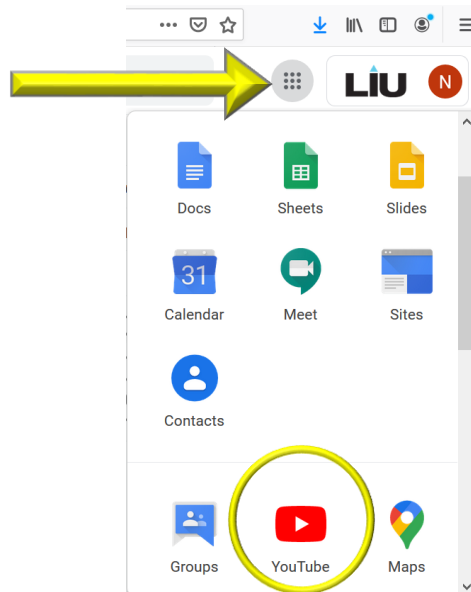 LIU N
Docs Sheets Slides
31
Calendar Meet Sites
Contacts
Groups YouTube Maps